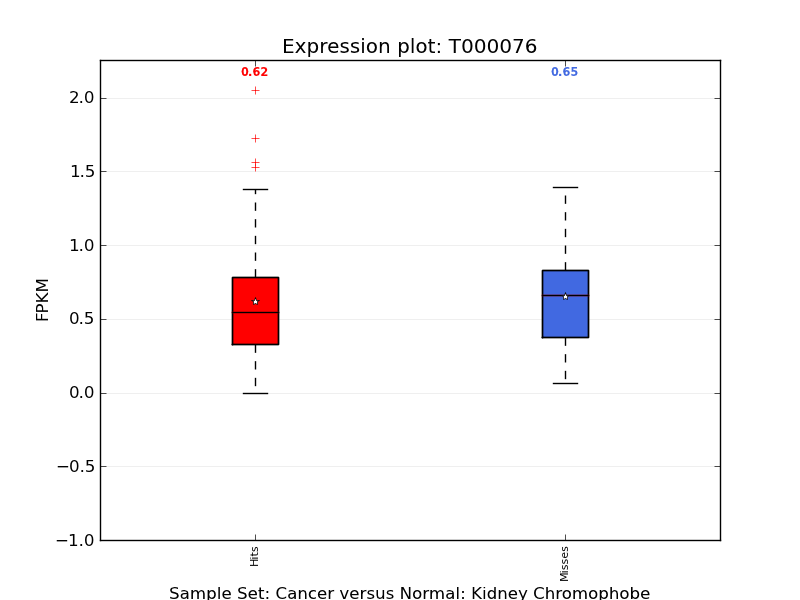 Expression plot: T000076
0.62 0.65
2.0
1.5
1.0
0.5
0.0
−0.5
−1.0
FPKM
Hits Misses
Sample Set: Cancer versus Normal: Kidney Chromophobe